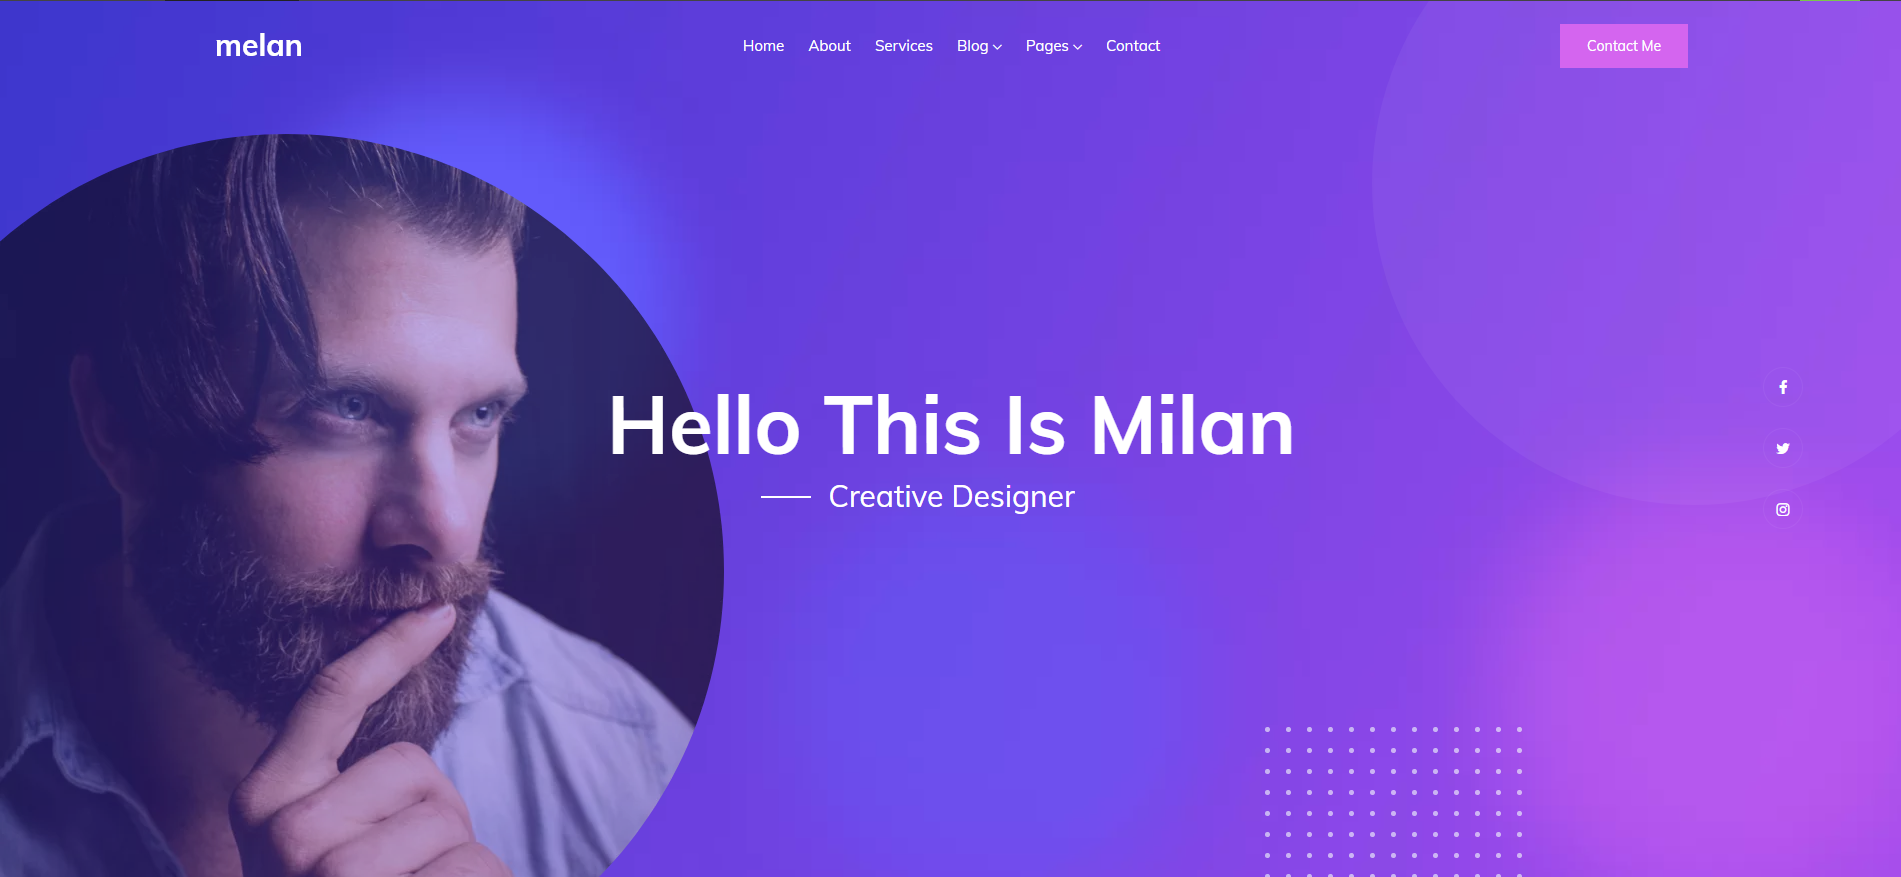 melan
Home About Services Blog Pages Contact
Contact Me
Hello This Is Milan
Creative Designer